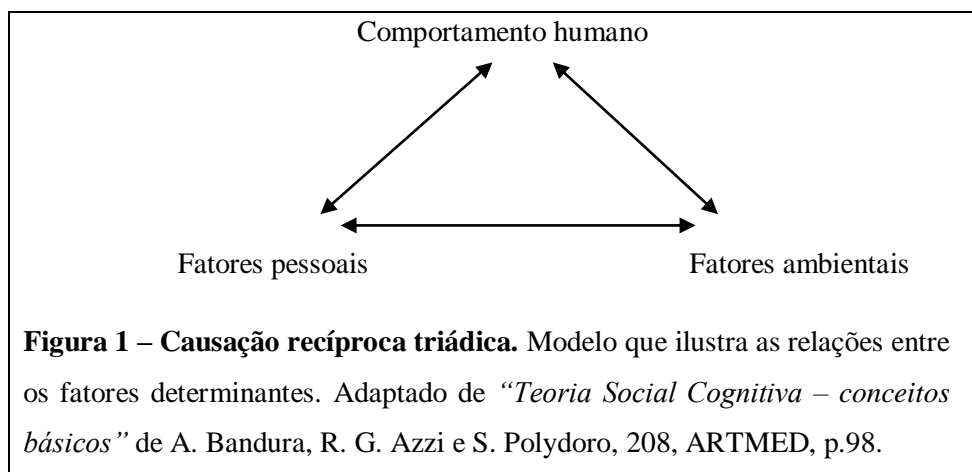 Comportamento humano
Fatores pessoais
Fatores ambientais
Figura 1 – Causação recíproca triádica. Modelo que ilustra as relações entre
os fatores determinantes. Adaptado de “Teoria Social Cognitiva – conceitos
básicos” de A. Bandura, R. G. Azzi e S. Polydoro, 208, ARTMED, p.98.